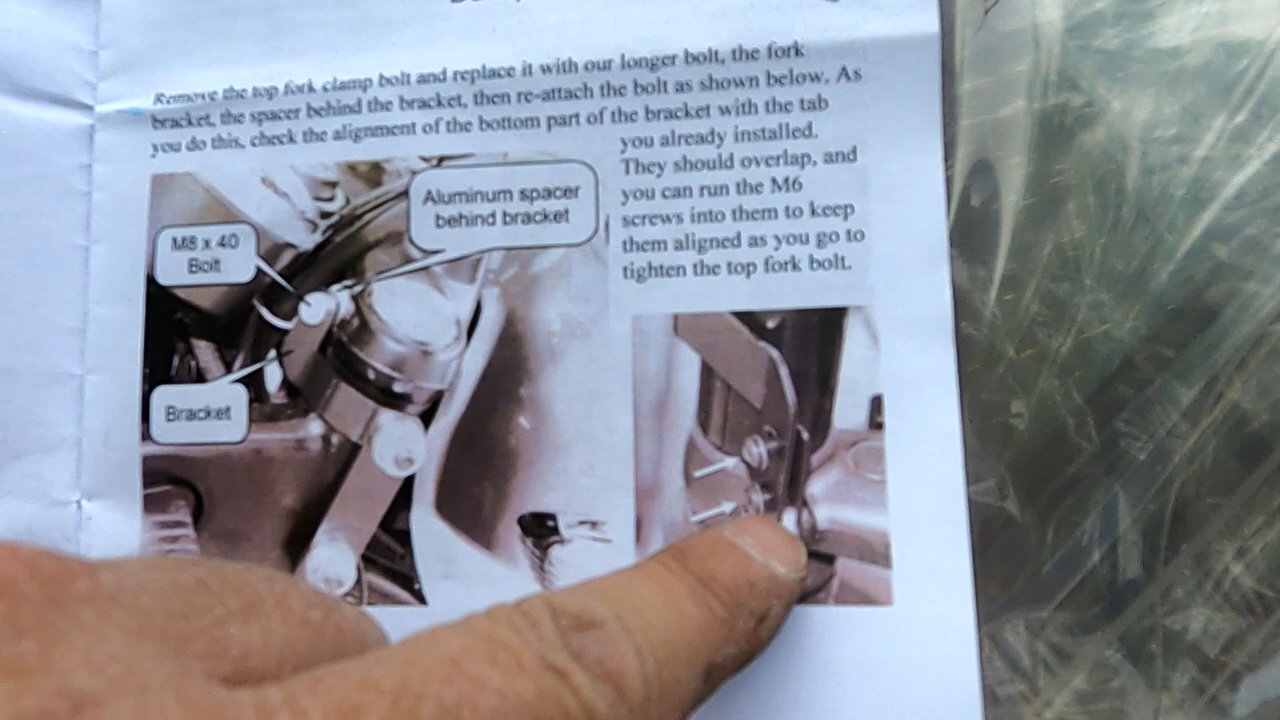 Remove the top fork clamp bolt and replace it with our longer bolt, the fork
bracket, the spacer behind the bracket, then re-attach the bolt as shown below. As
you do this, check the alignment of the bottom part of the bracket with the tab
you already installed.
They should overlap, and
you can run the M6
screws into them to keep
them aligned as you go to
tighten the top fork bolt.
Aluminum spacer
behind bracket
M8 x 40
Bolt
Bracket